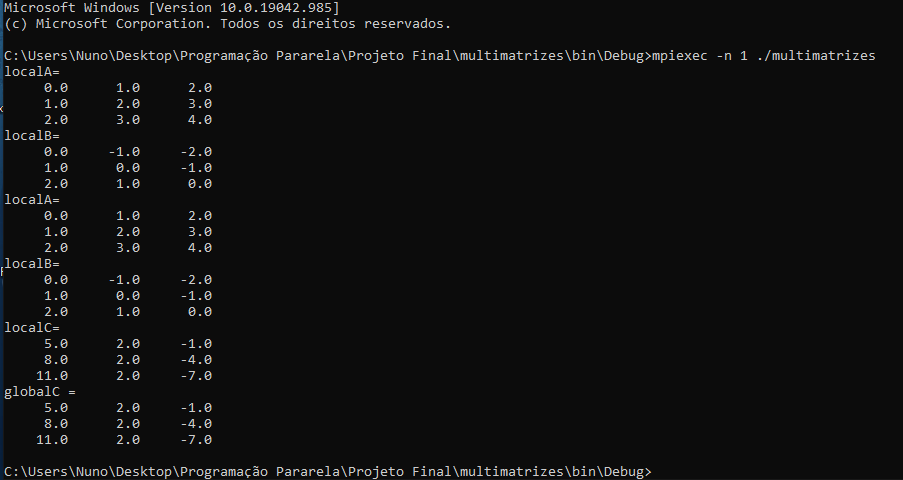 Microsoft Windows [Version 10.0.19042.985]
(c) Microsoft Corporation. Todos os direitos reservados.
C:\Users\Nuno\Desktop\Programação Pararela\Projeto Final\multimatrizes\bin\Debug>mpiexec -n 1 ./multimatrizes
localA=
0.0 1.0 2.0
1.0 2.0 3.0
2.0 3.0 4.0
localB=
0.0 -1.0 -2.0
1.0 0.0 -1.0
2.0 1.0 0.0
localA=
0.0 1.0 2.0
1.0 2.0 3.0
2.0 3.0 4.0
localB=
0.0 -1.0 -2.0
1.0 0.0 -1.0
2.0 1.0 0.0
localC=
5.0 2.0 -1.0
8.0 2.0 -4.0
11.0 2.0 -7.0
globalC =
5.0 2.0 -1.0
8.0 2.0 -4.0
11.0 2.0 -7.0
C:\Users\Nuno\Desktop\Programação Pararela\Projeto Final\multimatrizes\bin\Debug>